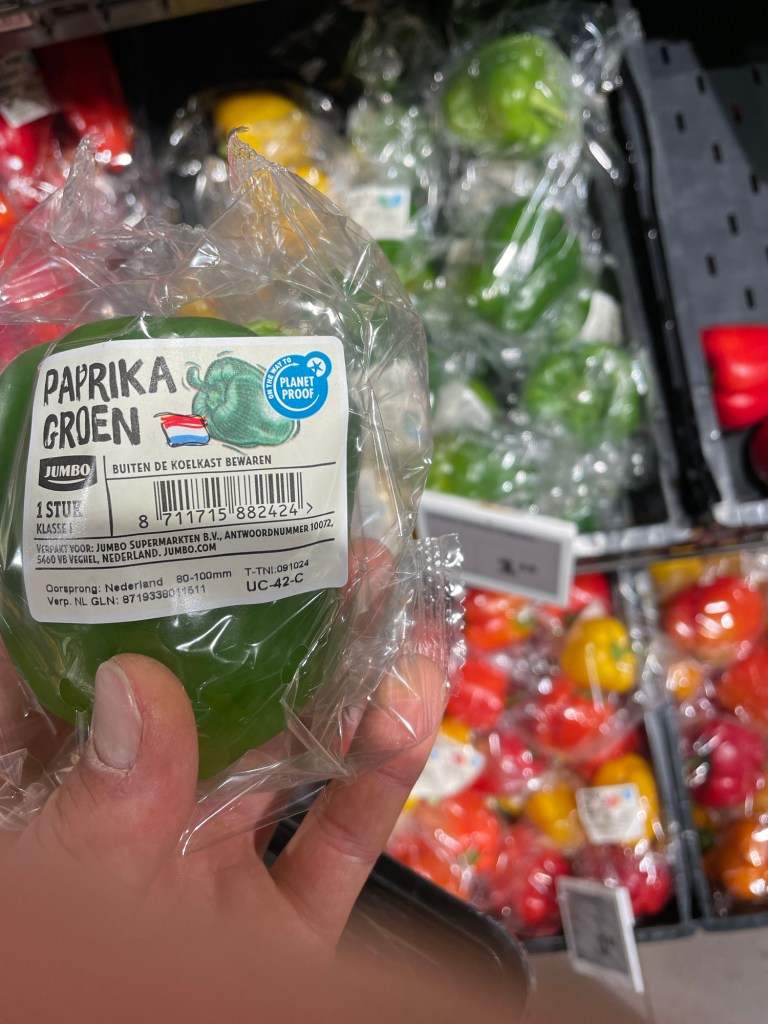 PAPRIKA
GROEN
ON THE WAY TO
PLANET
PROOF
JUMBO
BUITEN DE KOELKAST BEWAREN
1 STUK
KLASSE I
8 711715 882424 >
VERPAKT VOOR: JUMBO SUPERMARKTEN B.V., ANTWOORDNUMMER 10072,
5460 VB VEGHEL, NEDERLAND. JUMBO.COM
Oorsprong: Nederland 80-100mm T-TNI:091024
Verp. NL GLN: 8719338011511 UC-42-C